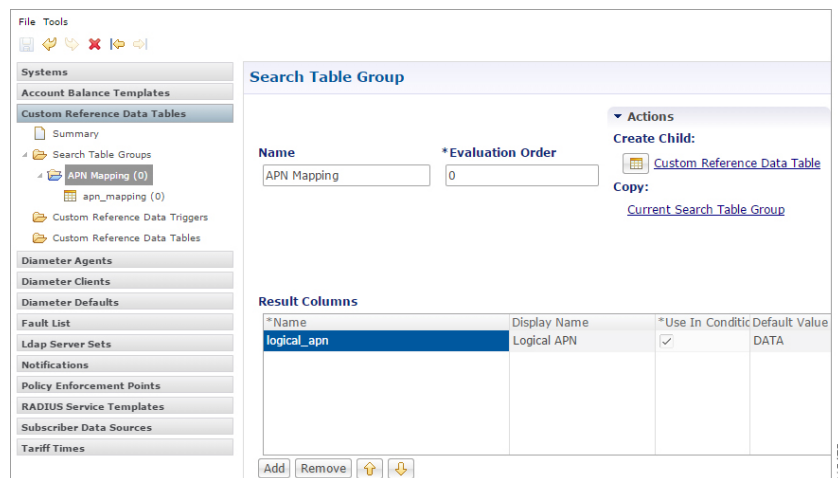 File Tools
Systems
Account Balance Templates
Custom Reference Data Tables
Summary
Search Table Groups
APN Mapping (0)
apn_mapping (0)
Custom Reference Data Triggers
Custom Reference Data Tables
Diameter Agents
Diameter Clients
Diameter Defaults
Fault List
Ldap Server Sets
Notifications
Policy Enforcement Points
RADIUS Service Templates
Subscriber Data Sources
Tariff Times
Search Table Group
Name
*Evaluation Order
APN Mapping
0
Actions
Create Child:
Custom Reference Data Table
Copy:
Current Search Table Group
Result Columns
*Name Display Name *Use In Conditic Default Value
logical_apn Logical APN DATA
Add Remove